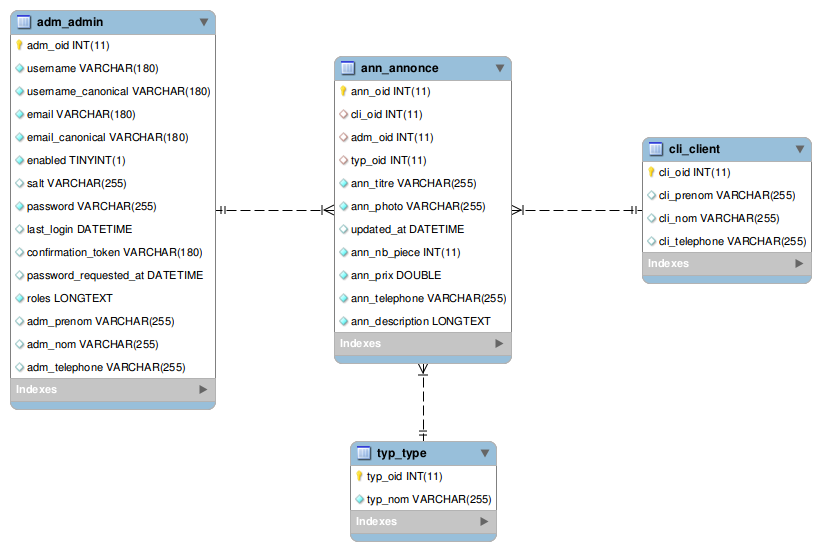 adm_admin
adm_oid INT(11)
username VARCHAR(180)
username_canonical VARCHAR(180)
email VARCHAR(180)
email_canonical VARCHAR(180)
enabled TINYINT(1)
salt VARCHAR(255)
password VARCHAR(255)
last_login DATETIME
confirmation_token VARCHAR(180)
password_requested_at DATETIME
roles LONGTEXT
adm_prenom VARCHAR(255)
adm_nom VARCHAR(255)
adm_telephone VARCHAR(255)
Indexes
ann_annonce
ann_oid INT(11)
cli_oid INT(11)
adm_oid INT(11)
typ_oid INT(11)
ann_titre VARCHAR(255)
ann_photo VARCHAR(255)
updated_at DATETIME
ann_nb_piece INT(11)
ann_prix DOUBLE
ann_telephone VARCHAR(255)
ann_description LONGTEXT
Indexes
cli_client
cli_oid INT(11)
cli_prenom VARCHAR(255)
cli_nom VARCHAR(255)
cli_telephone VARCHAR(255)
Indexes
typ_type
typ_oid INT(11)
typ_nom VARCHAR(255)
Indexes